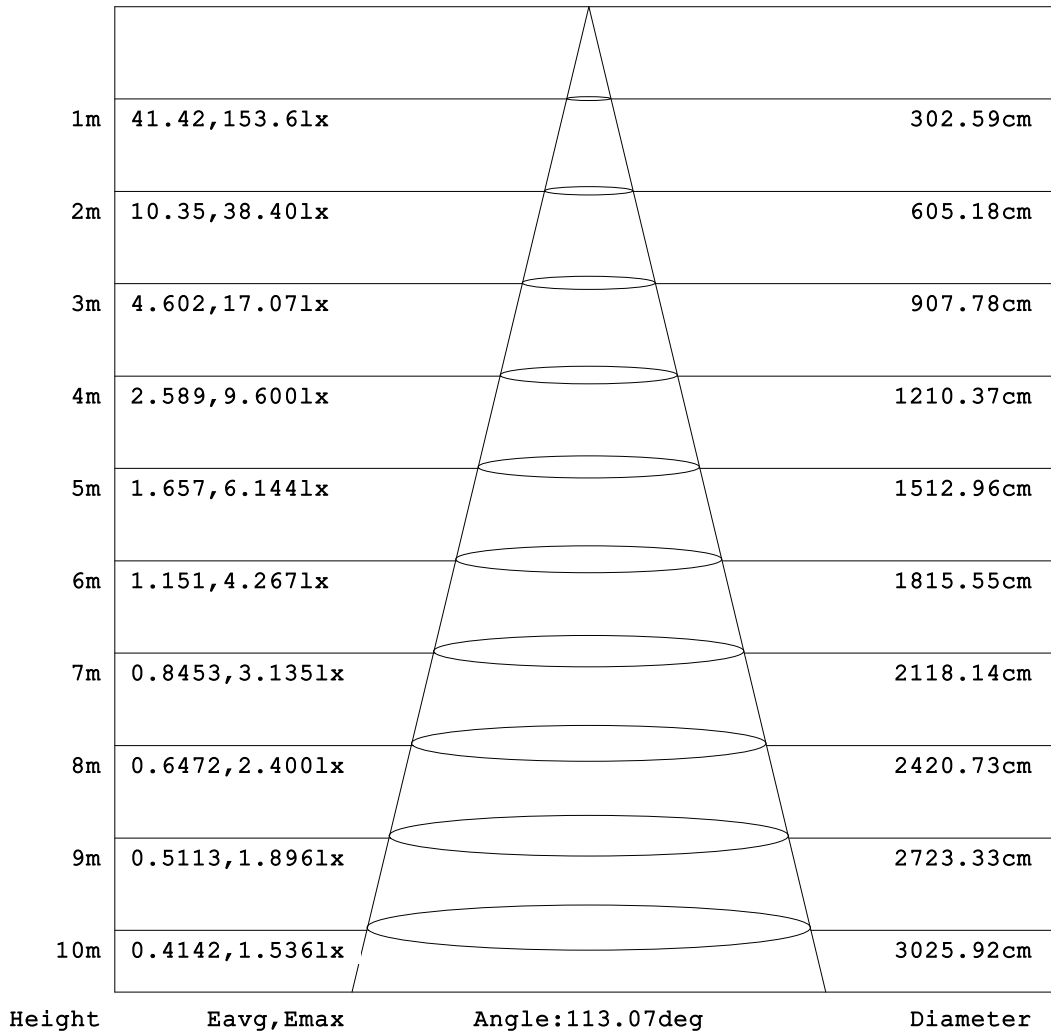 1m 41.42,153.6lx 302.59cm
2m 10.35,38.40lx 605.18cm
3m 4.602,17.07lx 907.78cm
4m 2.589,9.600lx 1210.37cm
5m 1.657,6.144lx 1512.96cm
6m 1.151,4.267lx 1815.55cm
7m 0.8453,3.135lx 2118.14cm
8m 0.6472,2.400lx 2420.73cm
9m 0.5113,1.896lx 2723.33cm
10m 0.4142,1.536lx 3025.92cm
Height Eavg,Emax Angle:113.07deg Diameter